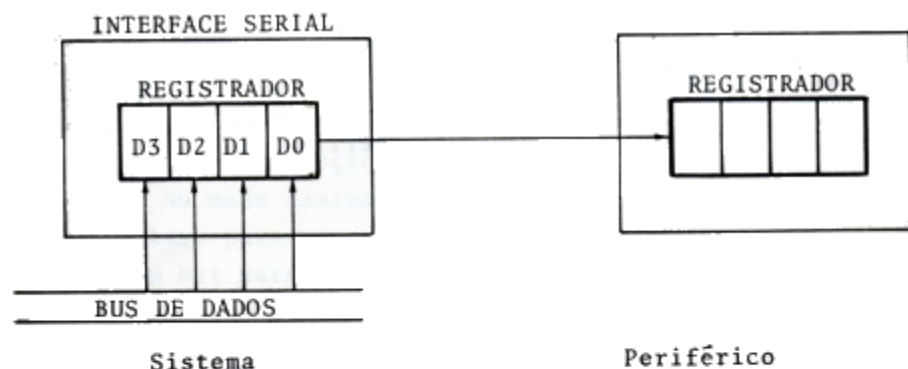 INTERFACE SERIAL
REGISTRADOR
D3 D2 D1 D0
REGISTRADOR
BUS DE DADOS
Sistema
Periférico